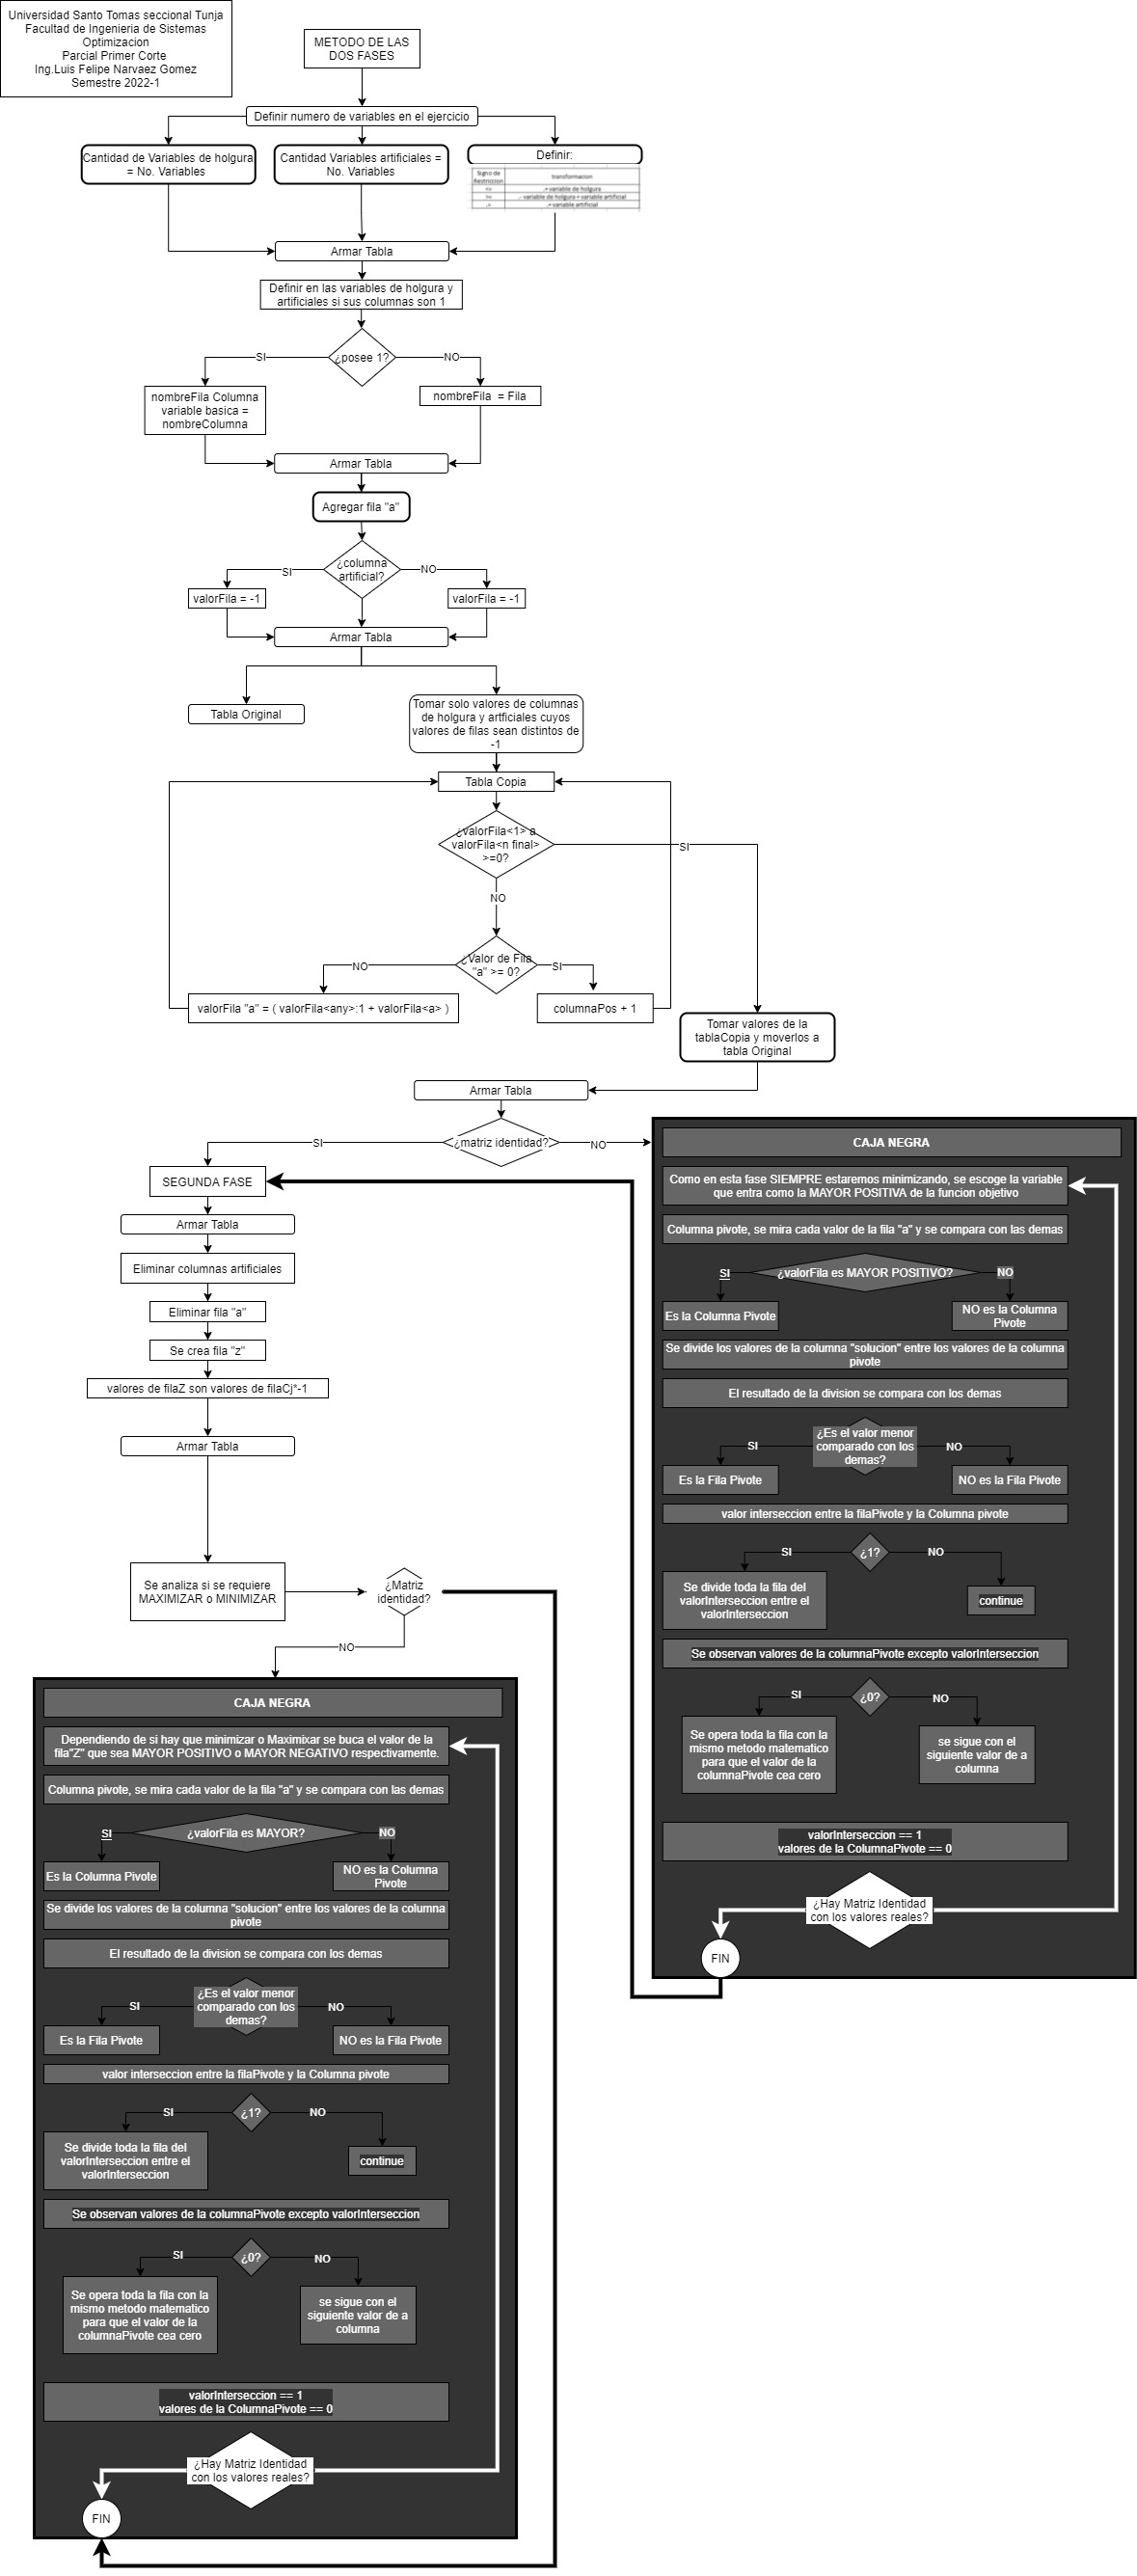 Universidad Santo Tomas seccional Tunja
Facultad de Ingenieria de Sistemas
Optimizacion
Parcial Primer Corte
Ing.Luis Felipe Narvaez Gomez
Semestre 2022-1
METODO DE LAS
DOS FASES
Definir numero de variables en el ejercicio
Cantidad de Variables de holgura
= No. Variables
Cantidad Variables artificiales =
No. Variables
Definir:
Signo de
Restriccion
transformacion
<=
.+ variable de holgura
>=
.- variable de holgura + variable artificial
.=
.+ variable artificial
Armar Tabla
Definir en las variables de holgura y
artificiales si sus columnas son 1
¿posee 1?
SI
NO
nombreFila Columna
variable basica =
nombreColumna
nombreFila = Fila
Armar Tabla
Agregar fila "a"
¿columna
artificial?
SI
NO
valorFila = -1
valorFila = -1
Armar Tabla
Tabla Original
Tomar solo valores de columnas
de holgura y artficiales cuyos
valores de filas sean distintos de
-1
Tabla Copia
¿valorFila<1> a
valorFila<n final>
>=0?
SI
NO
¿Valor de Fila
"a" >= 0?
NO
SI
valorFila "a" = ( valorFila<any>:1 + valorFila<a> )
columnaPos + 1
Tomar valores de la
tablaCopia y moverlos a
tabla Original
Armar Tabla
¿matriz identidad?
SI
NO
SEGUNDA FASE
Armar Tabla
Eliminar columnas artificiales
Eliminar fila "a"
Se crea fila "z"
valores de filaZ son valores de filaCj*-1
Armar Tabla
Se analiza si se requiere
MAXIMIZAR o MINIMIZAR
¿Matriz
identidad?
NO
CAJA NEGRA
Como en esta fase SIEMPRE estaremos minimizando, se escoge la variable
que entra como la MAYOR POSITIVA de la funcion objetivo
Columna pivote, se mira cada valor de la fila "a" y se compara con las demas
¿valorFila es MAYOR POSITIVO?
SI
NO
Es la Columna Pivote
NO es la Columna
Pivote
Se divide los valores de la columna "solucion" entre los valores de la columna
pivote
El resultado de la division se compara con los demas
¿Es el valor menor
comparado con los
demas?
SI
NO
Es la Fila Pivote
NO es la Fila Pivote
valor interseccion entre la filaPivote y la Columna pivote
¿1?
SI
NO
Se divide toda la fila del
valorInterseccion entre el
valorInterseccion
continue
Se observan valores de la columnaPivote excepto valorInterseccion
¿0?
SI
NO
Se opera toda la fila con la
mismo metodo matematico
para que el valor de la
columnaPivote cea cero
se sigue con el
siguiente valor de a
columna
valorInterseccion == 1
valores de la ColumnaPivote == 0
¿Hay Matriz Identidad
con los valores reales?
FIN
CAJA NEGRA
Dependiendo de si hay que minimizar o Maximixar se buca el valor de la
fila"Z" que sea MAYOR POSITIVO o MAYOR NEGATIVO respectivamente.
Columna pivote, se mira cada valor de la fila "a" y se compara con las demas
¿valorFila es MAYOR?
SI
NO
Es la Columna Pivote
NO es la Columna
Pivote
Se divide los valores de la columna "solucion" entre los valores de la columna
pivote
El resultado de la division se compara con los demas
¿Es el valor menor
comparado con los
demas?
SI
NO
Es la Fila Pivote
NO es la Fila Pivote
valor interseccion entre la filaPivote y la Columna pivote
¿1?
SI
NO
Se divide toda la fila del
valorInterseccion entre el
valorInterseccion
continue
Se observan valores de la columnaPivote excepto valorInterseccion
¿0?
SI
NO
Se opera toda la fila con la
mismo metodo matematico
para que el valor de la
columnaPivote cea cero
se sigue con el
siguiente valor de a
columna
valorInterseccion == 1
valores de la ColumnaPivote == 0
¿Hay Matriz Identidad
con los valores reales?
FIN